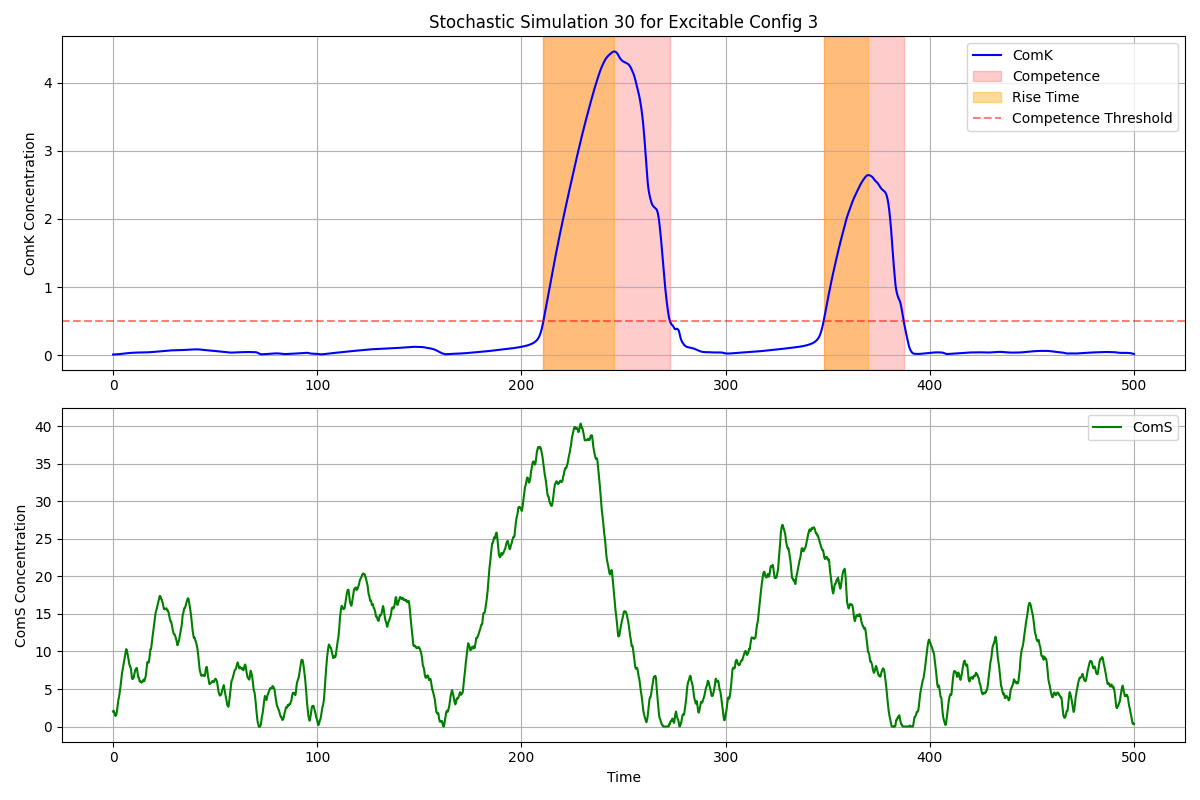 Stochastic Simulation 30 for Excitable Config 3
ComK Concentration
4
3
2
1
0
ComK
Competence
Rise Time
Competence Threshold
0 100 200 300 400 500
ComS Concentration
40
35
30
25
20
15
10
5
0
ComS
0 100 200 300 400 500
Time